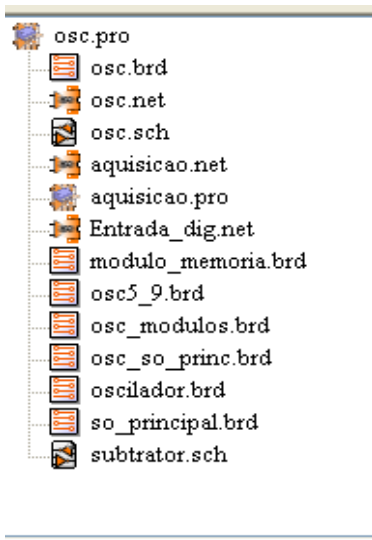 osc.pro
osc.brd
osc.net
osc.sch
aquisicao.net
aquisicao.pro
Entrada_dig.net
modulo_memoria.brd
osc5_9.brd
osc_modulos.brd
osc_so_princ.brd
oscilador.brd
so_principal.brd
subtrator.sch